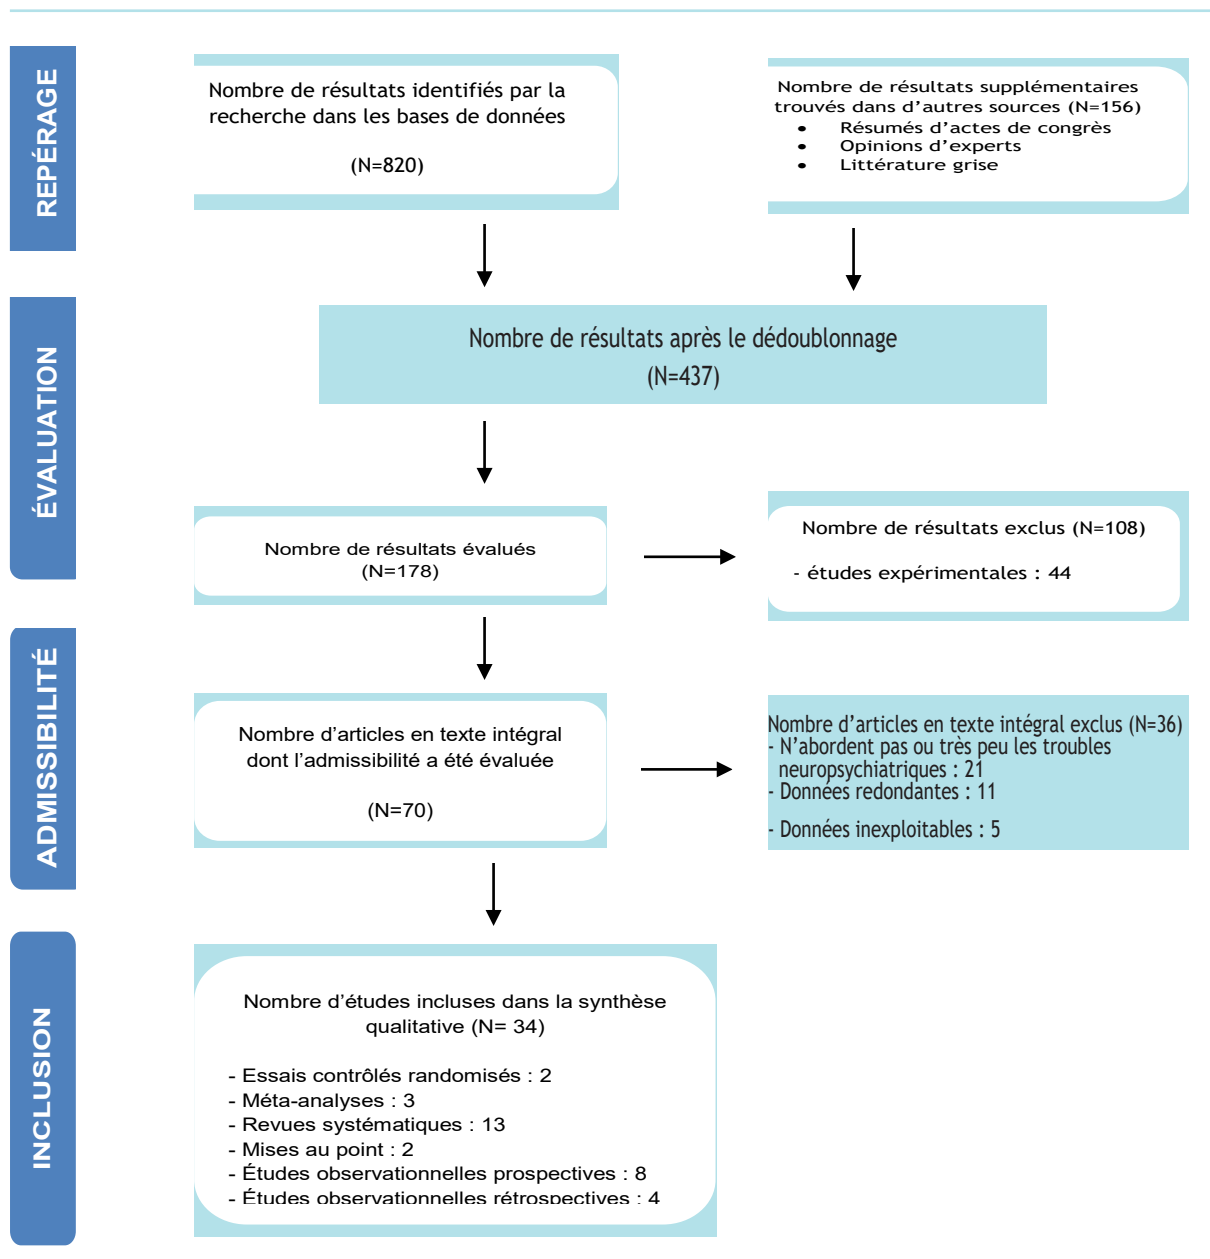 REPÉRAGE
Nombre de résultats identifiés par la
recherche dans les bases de données
(N=820)
Nombre de résultats supplémentaires
trouvés dans d'autres sources (N=156)
• Résumés d'actes de congrès
• Opinions d'experts
• Littérature grise
ÉVALUATION
Nombre de résultats après le dédoublonnage
(N=437)
Nombre de résultats évalués
(N=178)
Nombre de résultats exclus (N=108)
- études expérimentales : 44
ADMISSIBILITÉ
Nombre d'articles en texte intégral
dont l'admissibilité a été évaluée
(N=70)
Nombre d'articles en texte intégral exclus (N=36)
- N'abordent pas ou très peu les troubles
neuropsychiatriques : 21
- Données redondantes : 11
- Données inexploitables : 5
INCLUSION
Nombre d'études incluses dans la synthèse
qualitative (N= 34)
- Essais contrôlés randomisés : 2
- Méta-analyses : 3
- Revues systématiques : 13
- Mises au point : 2
- Études observationnelles prospectives : 8
- Études observationnelles rétrospectives : 4